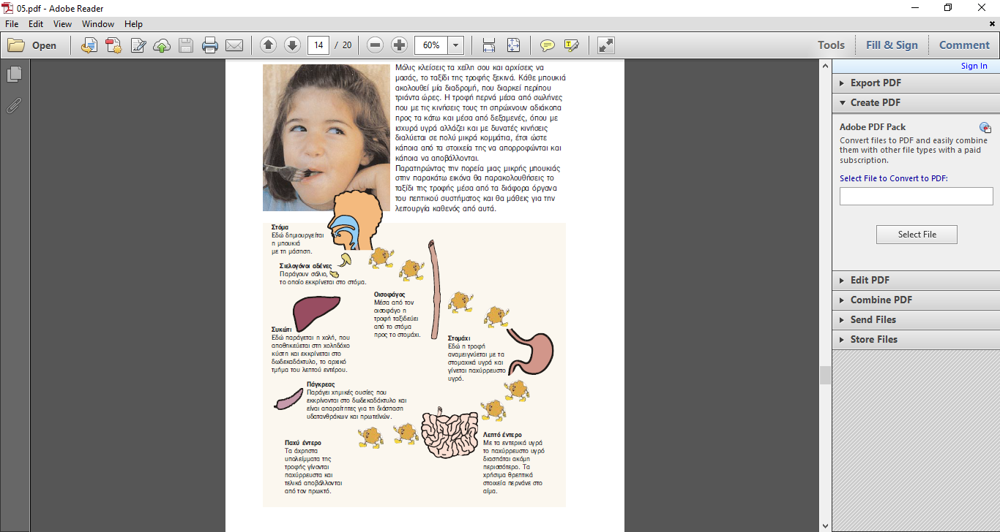 05.pdf - Adobe Reader
File Edit View Window Help
Open
14 / 20
60%
Tools Fill & Sign Comment
Sign In
Export PDF
Create PDF
Adobe PDF Pack
Convert files to PDF and easily combine
them with other file types with a paid
subscription.
Select File to Convert to PDF:
Select File
Edit PDF
Combine PDF
Send Files
Store Files
Μόλις κλείσεις τα χείλη σου και αρχίσεις να
μασάς, το ταξίδι της τροφής ξεκινά. Κάθε μπουκιά
ακολουθεί μία διαδρομή, που διαρκεί περίπου
τριάντα ώρες. Η τροφή περνά μέσα από σωλήνες
που με τις κινήσεις τους τη σπρώχνουν αδιάκοπα
προς τα κάτω και μέσα από δεξαμενές, όπου με
ισχυρά υγρά αλλάζει και με δυνατές κινήσεις
διαλύεται σε πολύ μικρά κομμάτια, έτσι ώστε
κάποια από τα στοιχεία της να απορροφώνται και
κάποια να αποβάλλονται.
Παρατηρώντας την πορεία μιας μικρής μπουκιάς
στην παρακάτω εικόνα θα παρακολουθήσεις το
ταξίδι της τροφής μέσα από τα διάφορα όργανα
του πεπτικού συστήματος και θα μάθεις για την
λειτουργία καθενός από αυτά.
Στόμα
Εδώ δημιουργείται
η μπουκιά
με τη μάσηση.
Σιελογόνοι αδένες
Παράγουν σάλιο,
το οποίο εκκρίνεται στο στόμα.
Οισοφάγος
Μέσα από τον
οισοφάγο η
τροφή ταξιδεύει
από το στόμα
προς το στομάχι.
Συκώτι
Εδώ παράγεται η χολή, που
αποθηκεύεται στη χοληδόχο
κύστη και εκκρίνεται στο
δωδεκαδάκτυλο, το αρχικό
τμήμα του λεπτού εντέρου.
Στομάχι
Εδώ η τροφή
αναμειγνύεται με τα
στομαχικά υγρά και
γίνεται παχύρρευστο
υγρό.
Πάγκρεας
Παράγει χημικές ουσίες που
εκκρίνονται στο δωδεκαδάκτυλο και
είναι απαραίτητες για τη διάσπαση
υδατανθράκων και πρωτεϊνών.
Παχύ έντερο
Τα άχρηστα
υπολείμματα της
τροφής γίνονται
παχύρρευστα και
τελικά αποβάλλονται
από τον πρωκτό.
Λεπτό έντερο
Με τα εντερικά υγρά
το παχύρρευστο υγρό
διασπάται ακόμη
περισσότερο. Τα
χρήσιμα θρεπτικά
στοιχεία περνάνε στο
αίμα.